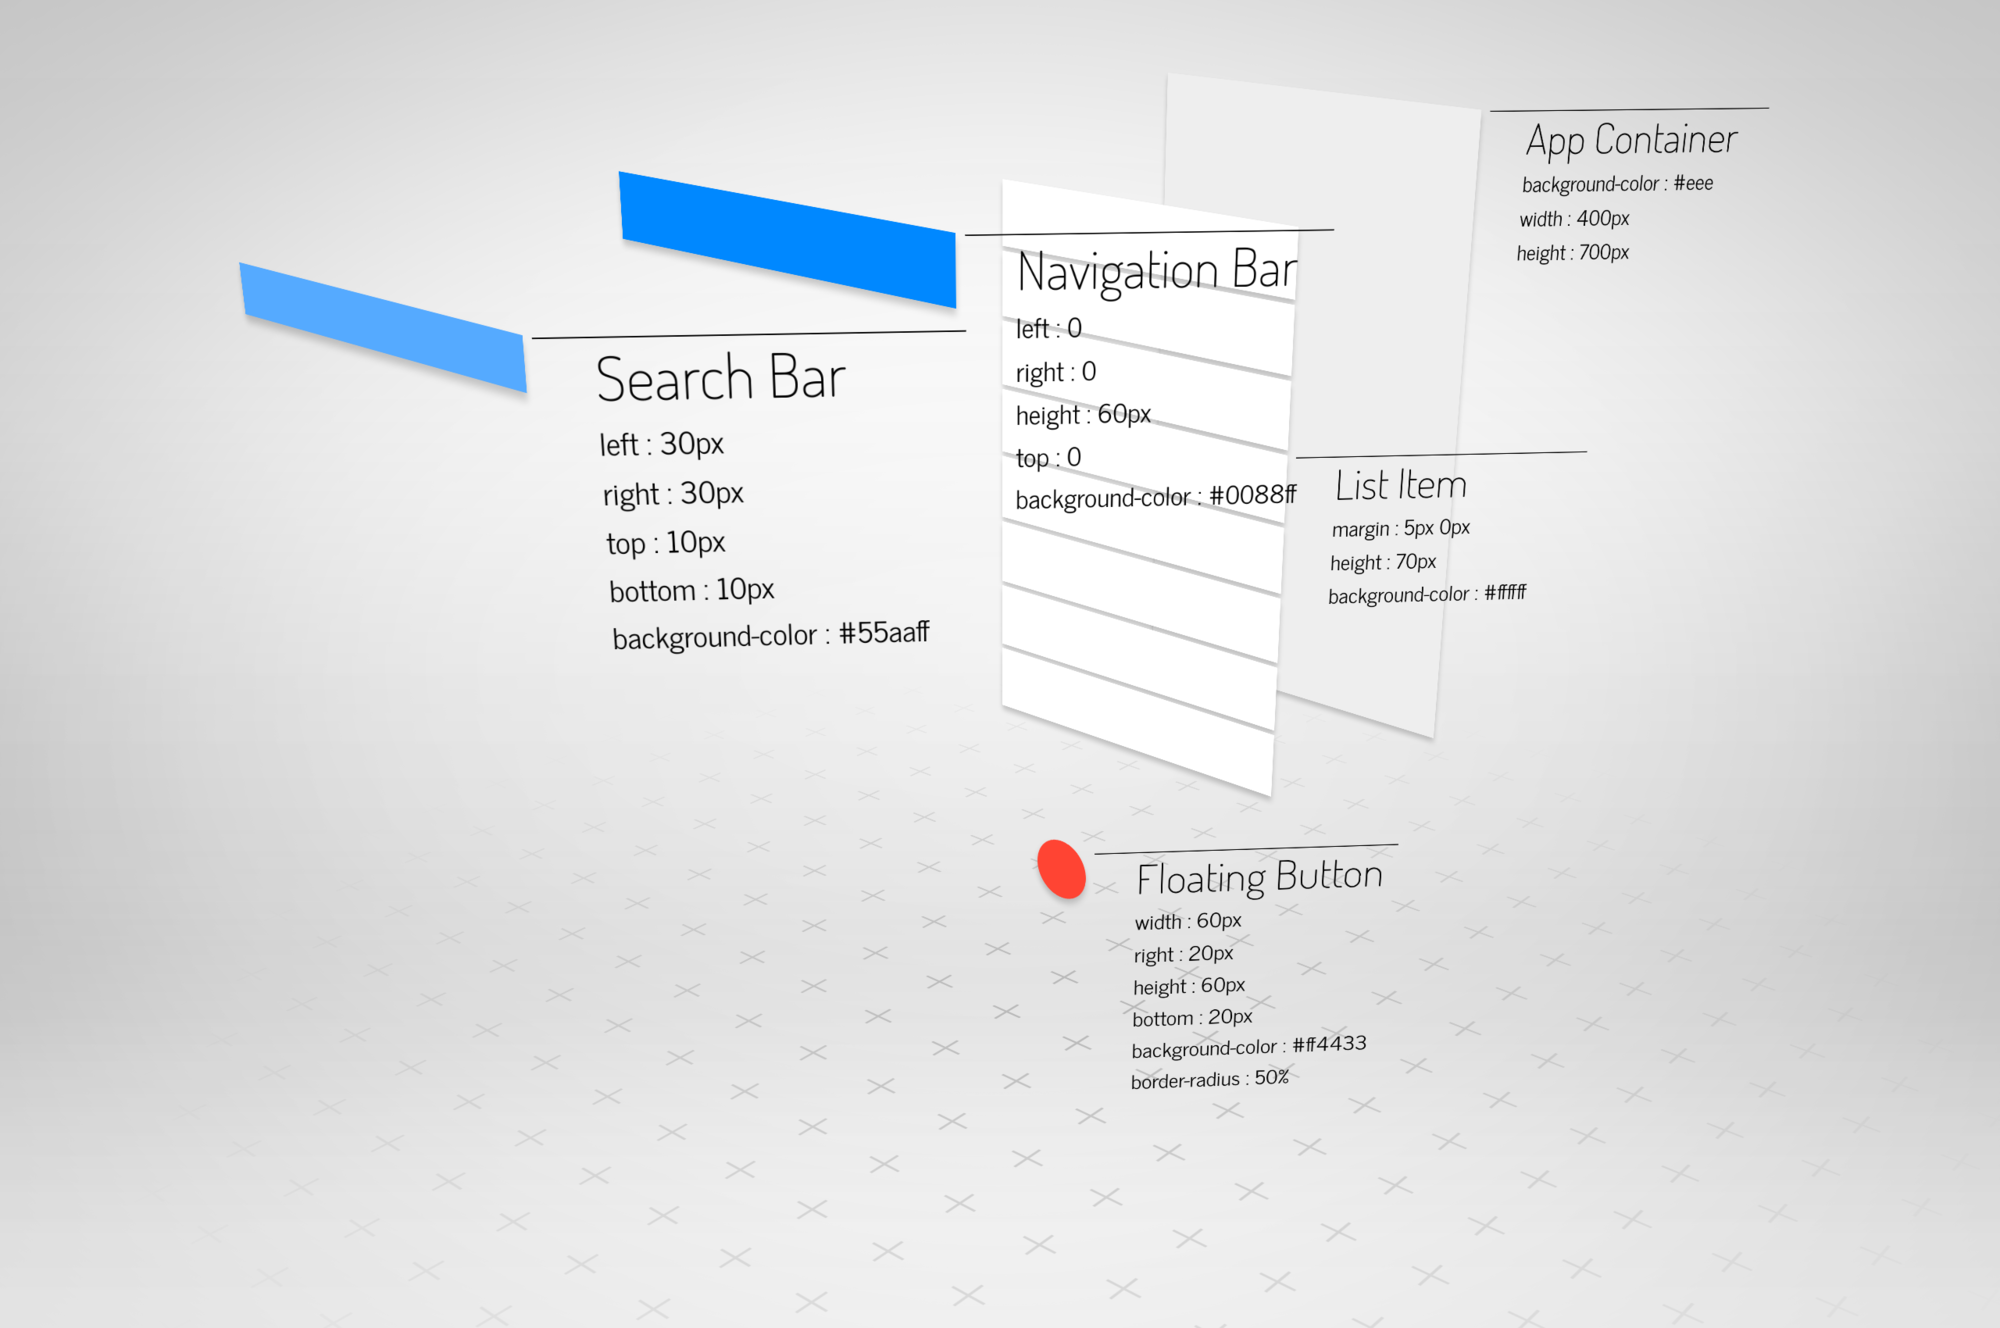 App Container
background-color : #eee
width : 400px
height : 700px
Navigation Bar
left : 0
right : 0
height : 60px
top : 0
background-color : #0088ff
Search Bar
left : 30px
right : 30px
top : 10px
bottom : 10px
background-color : #55aaff
List Item
margin : 5px 0px
height : 70px
background-color : #ffffff
Floating Button
width : 60px
right : 20px
height : 60px
bottom : 20px
background-color : #ff4433
border-radius : 50%